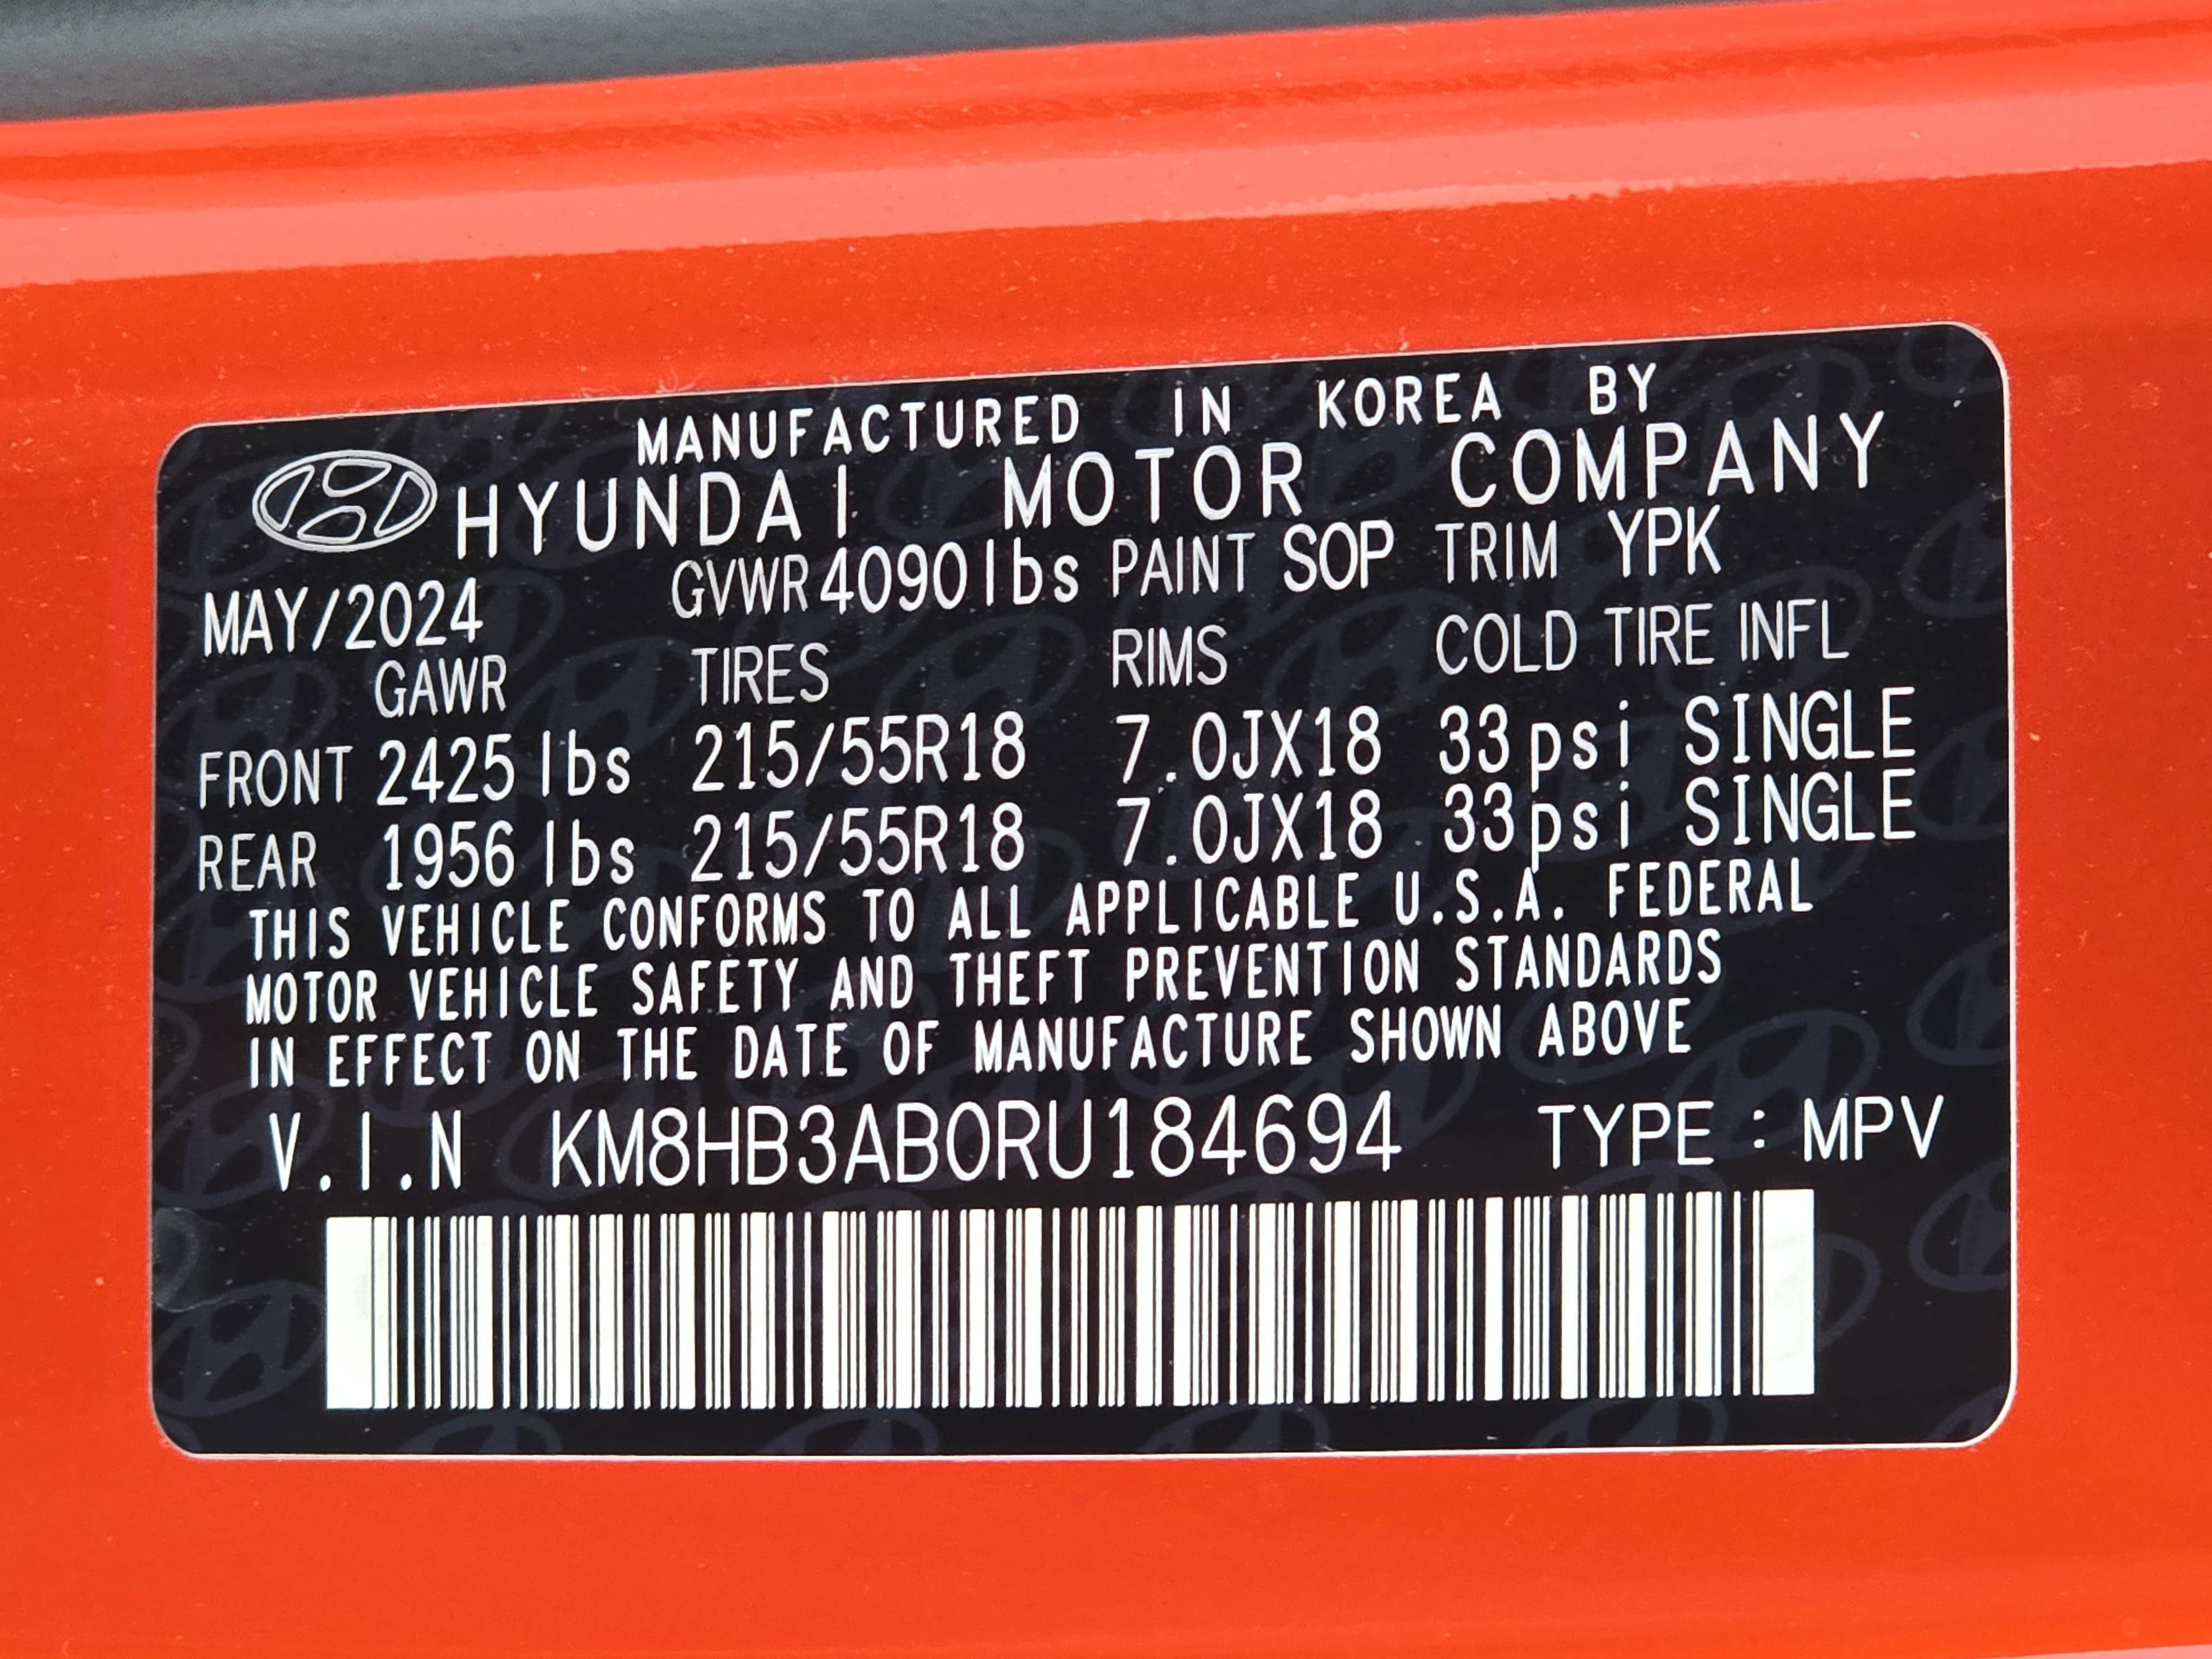 MANUFACTURED IN KOREA BY
HYUNDAI MOTOR COMPANY
MAY/2024 GVWR 4090lbs PAINT SOP TRIM YPK
GAWR TIRES RIMS COLD TIRE INFL
FRONT 2425 lbs 215/55R18 7.0JX18 33psi SINGLE
REAR 1956 lbs 215/55R18 7.0JX18 33psi SINGLE
THIS VEHICLE CONFORMS TO ALL APPLICABLE U.S.A. FEDERAL
MOTOR VEHICLE SAFETY AND THEFT PREVENTION STANDARDS
IN EFFECT ON THE DATE OF MANUFACTURE SHOWN ABOVE
V.I.N KM8HB3AB0RU184694 TYPE : MPV